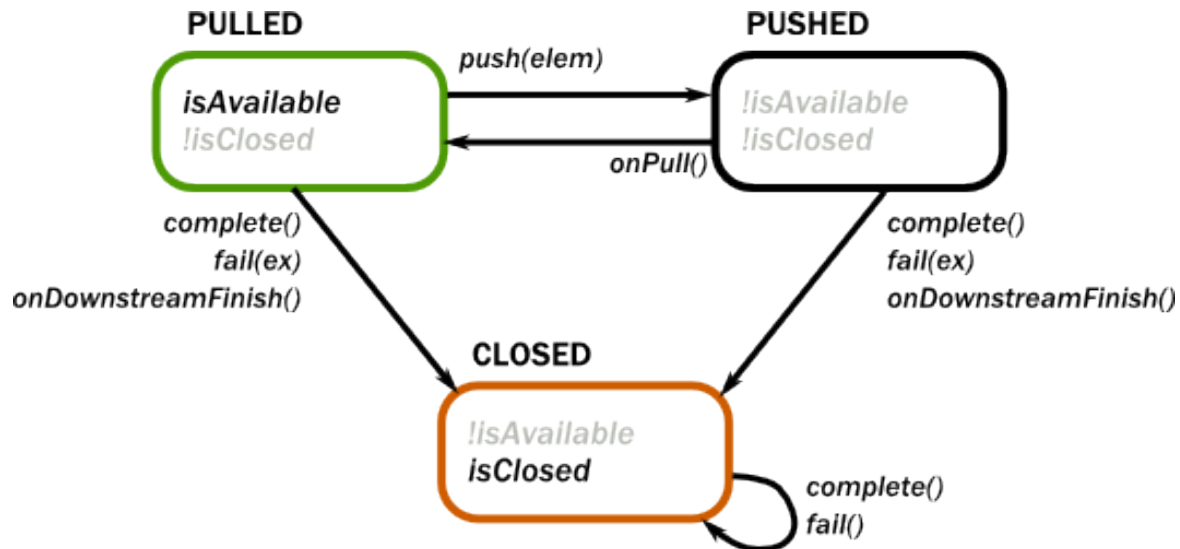 PULLED
PUSHED
push(elem)
isAvailable
!isClosed
!isAvailable
!isClosed
onPull()
complete()
fail(ex)
onDownstreamFinish()
complete()
fail(ex)
onDownstreamFinish()
CLOSED
!isAvailable
isClosed
complete()
fail()